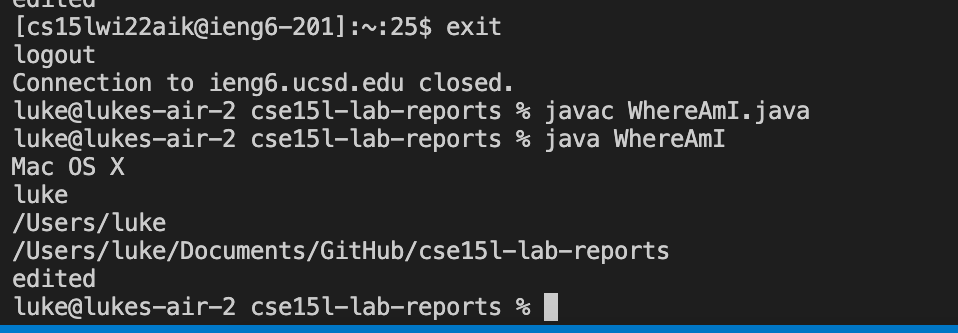 edited
[cs15lwi22aik@ieng6-201]:~:25$ exit
logout
Connection to ieng6.ucsd.edu closed.
luke@lukes-air-2 cse15l-lab-reports % javac WhereAmI.java
luke@lukes-air-2 cse15l-lab-reports % java WhereAmI
Mac OS X
luke
/Users/luke
/Users/luke/Documents/GitHub/cse15l-lab-reports
edited
luke@lukes-air-2 cse15l-lab-reports %